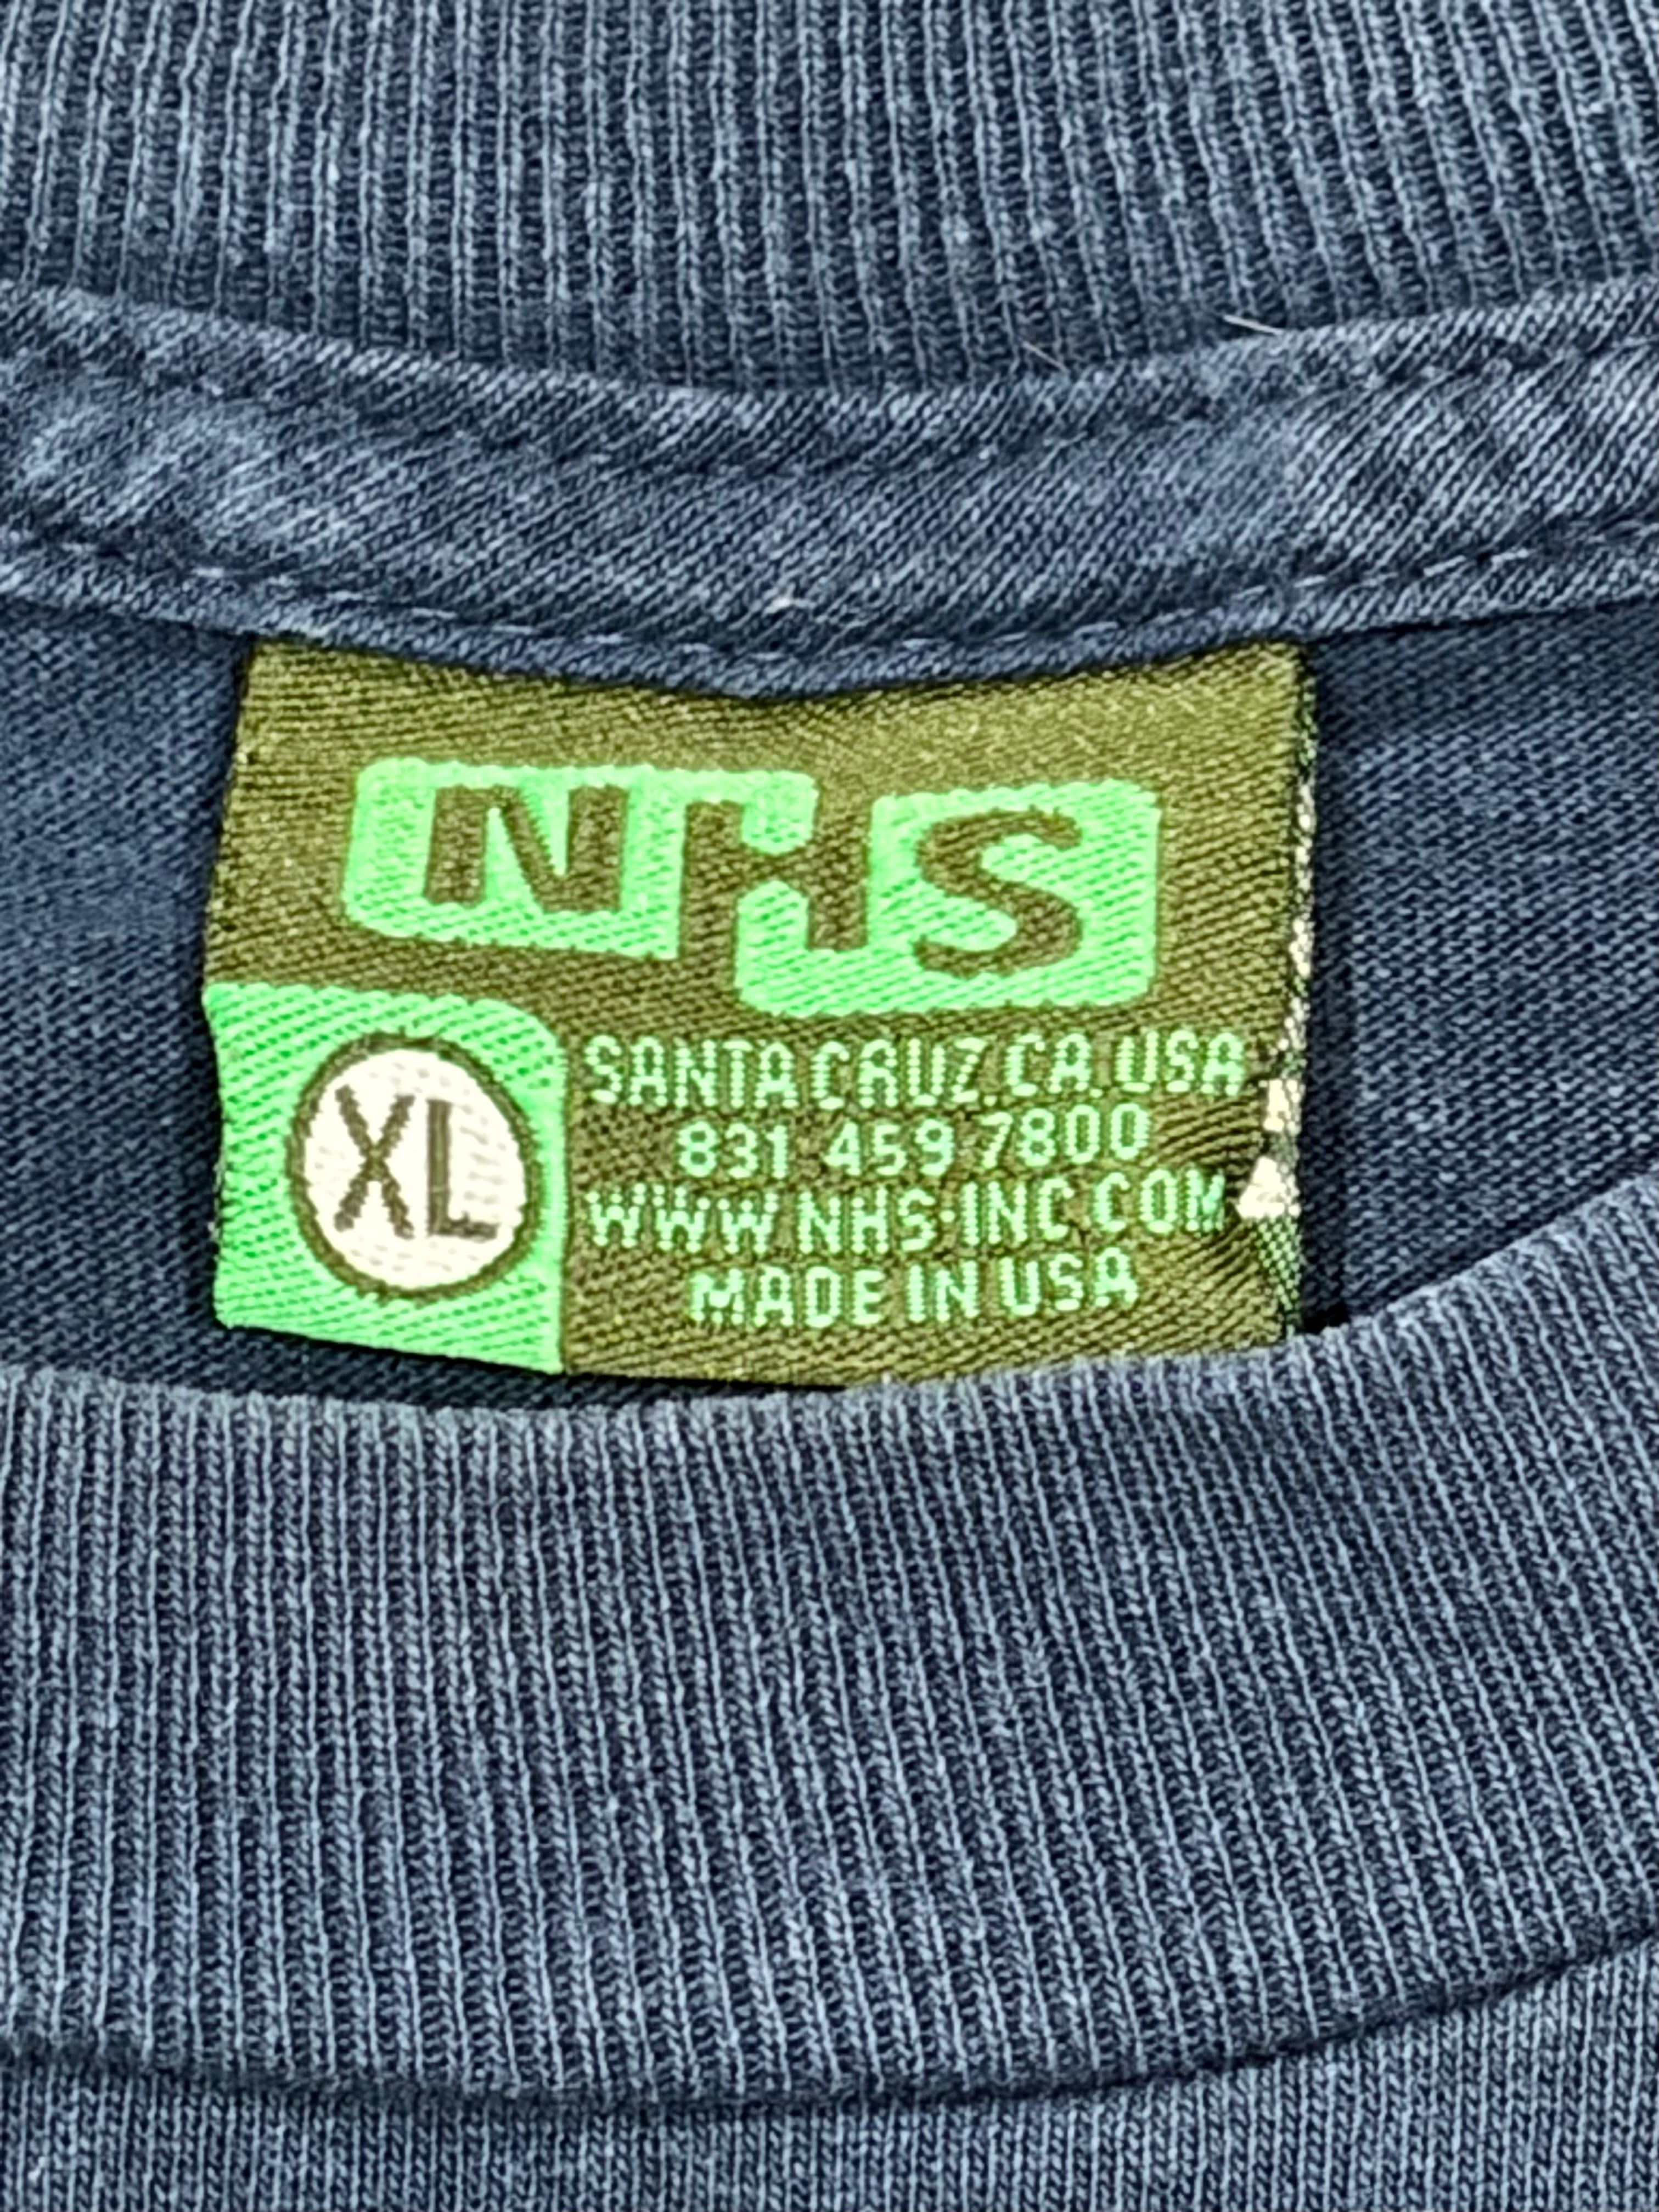 NHS
XL
SANTA CRUZ. CA. USA
831 459 7800
WWW NHS-INC.COM
MADE IN USA